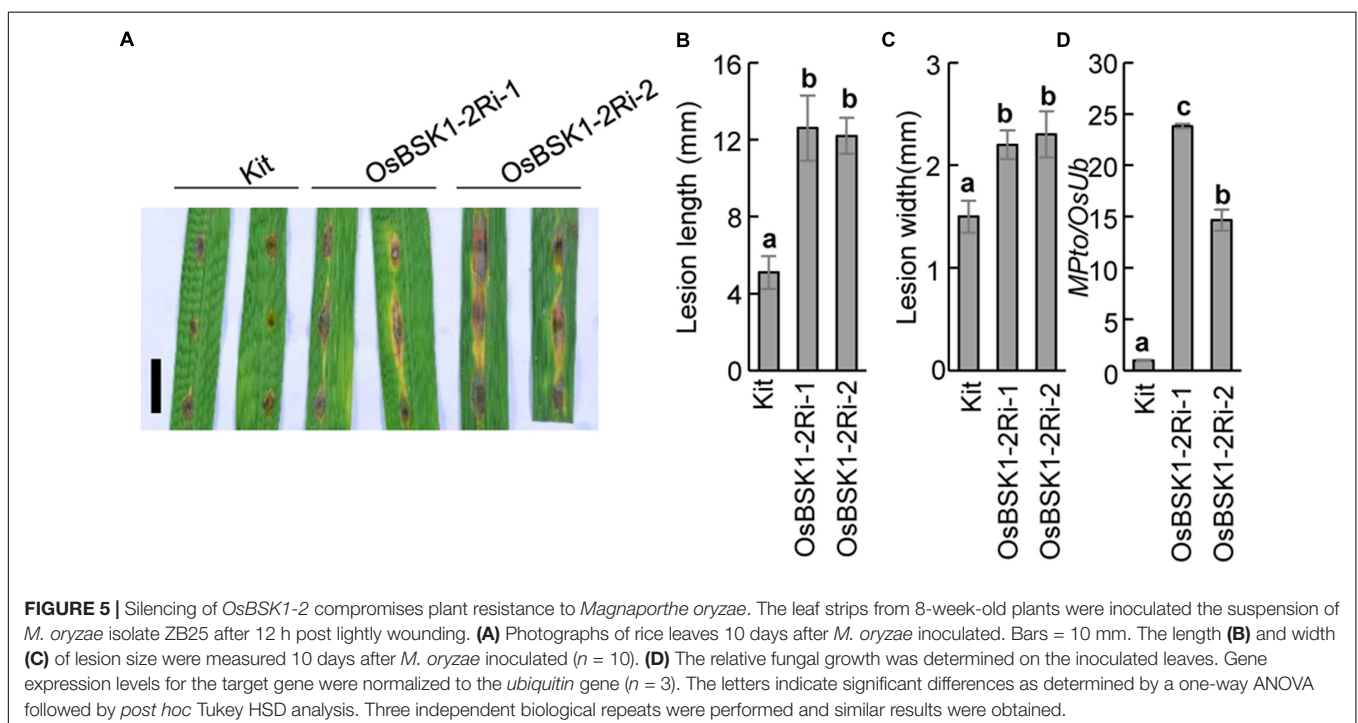 A
B
C
D
Kit
OsBSK1-2Ri-1
OsBSK1-2Ri-2
Lesion length (mm)
16
12
8
4
0
a
b
b
Kit
OsBSK1-2Ri-1
OsBSK1-2Ri-2
Lesion width(mm)
3
2
1
0
a
b
b
Kit
OsBSK1-2Ri-1
OsBSK1-2Ri-2
MPto/OsUb
30
25
20
15
10
5
0
a
c
b
Kit
OsBSK1-2Ri-1
OsBSK1-2Ri-2
FIGURE 5 | Silencing of OsBSK1-2 compromises plant resistance to Magnaporthe oryzae. The leaf strips from 8-week-old plants were inoculated the suspension of
M. oryzae isolate ZB25 after 12 h post lightly wounding. (A) Photographs of rice leaves 10 days after M. oryzae inoculated. Bars = 10 mm. The length (B) and width
(C) of lesion size were measured 10 days after M. oryzae inoculated (n = 10). (D) The relative fungal growth was determined on the inoculated leaves. Gene
expression levels for the target gene were normalized to the ubiquitin gene (n = 3). The letters indicate significant differences as determined by a one-way ANOVA
followed by post hoc Tukey HSD analysis. Three independent biological repeats were performed and similar results were obtained.